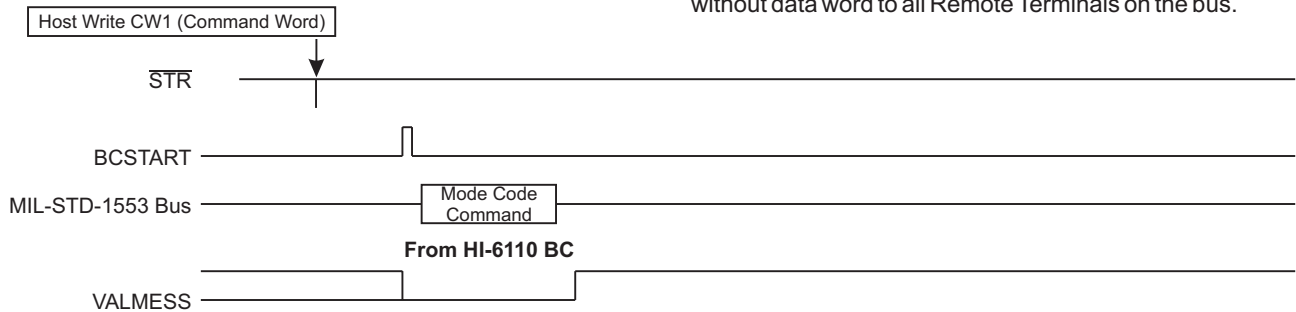 without data word to all Remote Terminals on the bus.
Host Write CW1 (Command Word)
STR
BCSTART
MIL-STD-1553 Bus
Mode Code
Command
From HI-6110 BC
VALMESS